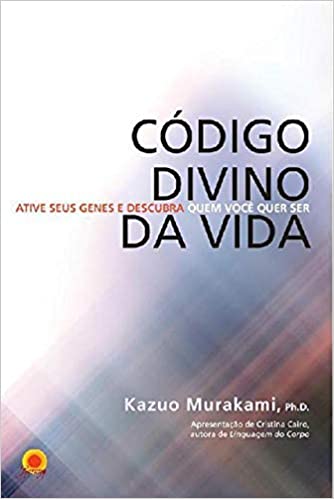 CÓDIGO
DIVINO
ATIVE SEUS GENES E DESCUBRA QUEM VOCÊ QUER SER
DA VIDA
Kazuo Murakami, Ph.D.
Apresentação de Cristina Cairo,
autora de Linguagem do Corpo